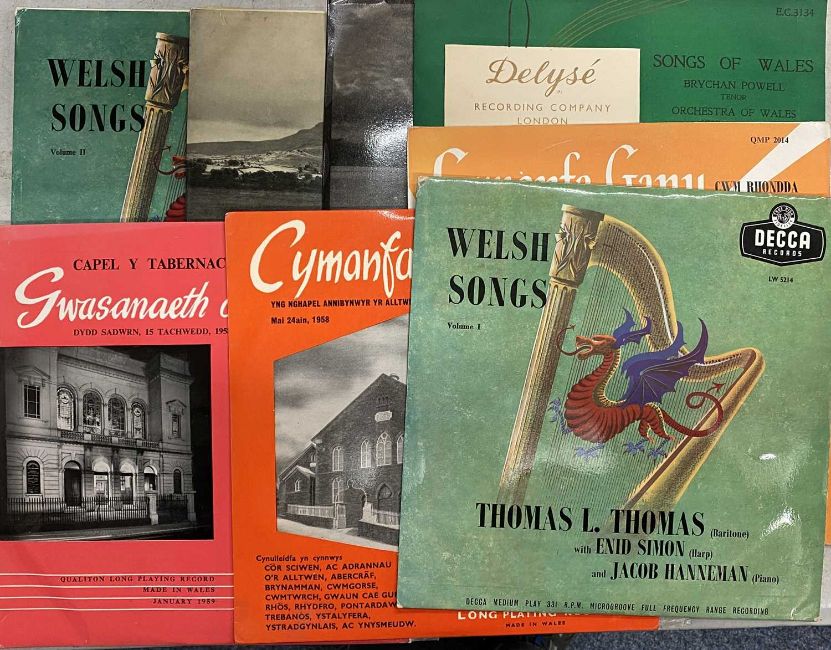 WELSH
SONGS
Volume II
E.C.3134
Delysé
RECORDING COMPANY
LONDON
SONGS OF WALES
BRYCHAN POWELL
TENOR
ORCHESTRA OF WALES
QMP 2014
Cymanfa Ganu
CWM RHONDDA
CAPEL Y TABERNAC
Gwasanaeth
DYDD SADWRN, 15 TACHWEDD, 195
QUALITON LONG PLAYING RECORD
MADE IN WALES
JANUARY 1959
Cymanfa
YNG NGHAPEL ANNIBYNWYR YR ALLTW
Mai 24ain, 1958
Cynulleidfa yn cynnwys
CÔR SCIWEN, AC ADRANNAU
O'R ALLTWEN, ABERCRÂF,
BRYNAMMAN, CWMGORSE,
CWMTWRCH, GWAUN CAE GU
RHÔS, RHYDFRO, PONTARDAW
TREBANÔS, YSTALYFERA,
YSTRADGYNLAIS, AC YNYSMEUDW.
LONG PLAYING
MADE IN WALES
WELSH
SONGS
Volume I
DECCA
RECORDS
LW 5214
THOMAS L. THOMAS (Baritone)
with ENID SIMON (Harp)
and JACOB HANNEMAN (Piano)
DECCA MEDIUM PLAY 33⅓ R.P.M. MICROGROOVE FULL FREQUENCY RANGE RECORDING